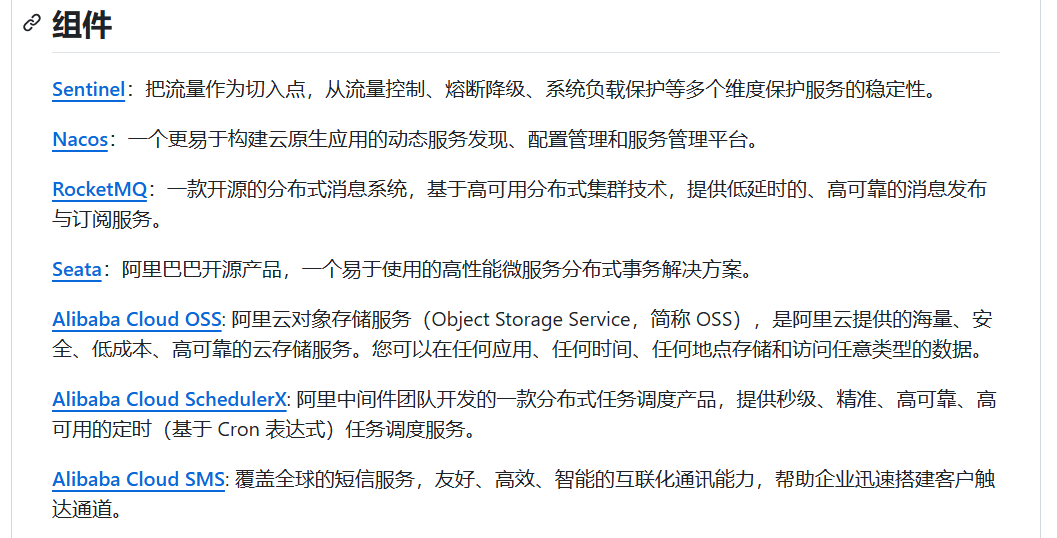 组件
Sentinel：把流量作为切入点，从流量控制、熔断降级、系统负载保护等多个维度保护服务的稳定性。
Nacos：一个更易于构建云原生应用的动态服务发现、配置管理和服务管理平台。
RocketMQ：一款开源的分布式消息系统，基于高可用分布式集群技术，提供低延时的、高可靠的消息发布
与订阅服务。
Seata：阿里巴巴开源产品，一个易于使用的高性能微服务分布式事务解决方案。
Alibaba Cloud OSS: 阿里云对象存储服务（Object Storage Service，简称 OSS），是阿里云提供的海量、安
全、低成本、高可靠的云存储服务。您可以在任何应用、任何时间、任何地点存储和访问任意类型的数据。
Alibaba Cloud SchedulerX: 阿里中间件团队开发的一款分布式任务调度产品，提供秒级、精准、高可靠、高
可用的定时（基于 Cron 表达式）任务调度服务。
Alibaba Cloud SMS: 覆盖全球的短信服务，友好、高效、智能的互联化通讯能力，帮助企业迅速搭建客户触
达通道。